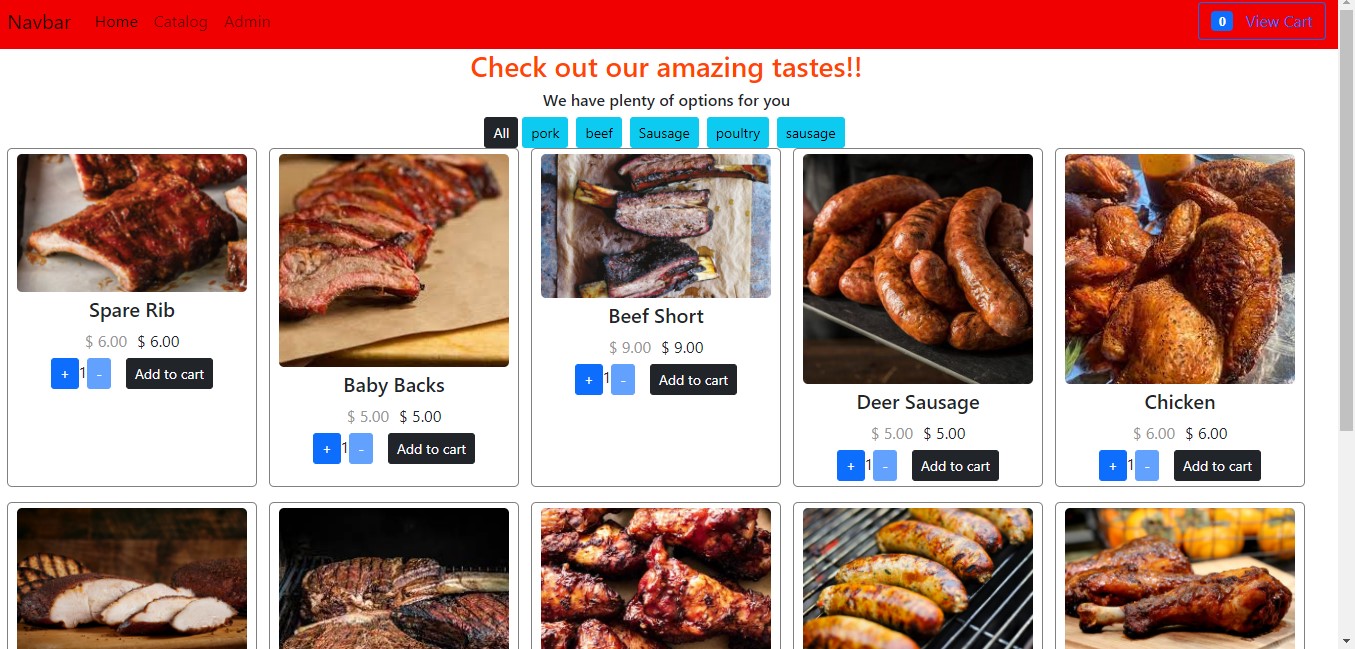 Navbar Home Catalog Admin 0 View Cart
Check out our amazing tastes!!
We have plenty of options for you
All pork beef Sausage poultry sausage
Spare Rib
$ 6.00 $ 6.00
+ 1 - Add to cart
Baby Backs
$ 5.00 $ 5.00
+ 1 - Add to cart
Beef Short
$ 9.00 $ 9.00
+ 1 - Add to cart
Deer Sausage
$ 5.00 $ 5.00
+ 1 - Add to cart
Chicken
$ 6.00 $ 6.00
+ 1 - Add to cart